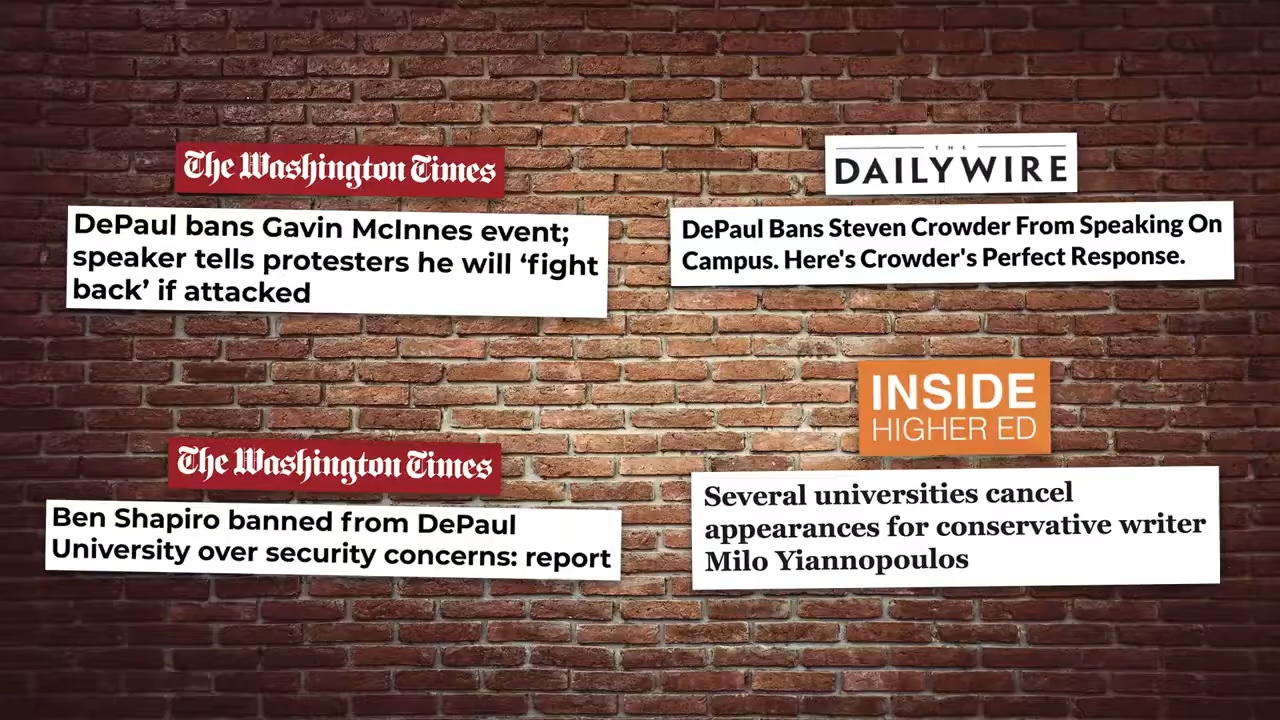 The Washington Times
DePaul bans Gavin McInnes event;
speaker tells protesters he will ‘fight
back’ if attacked
THE
DAILYWIRE
DePaul Bans Steven Crowder From Speaking On
Campus. Here's Crowder's Perfect Response.
The Washington Times
Ben Shapiro banned from DePaul
University over security concerns: report
INSIDE
HIGHER ED
Several universities cancel
appearances for conservative writer
Milo Yiannopoulos